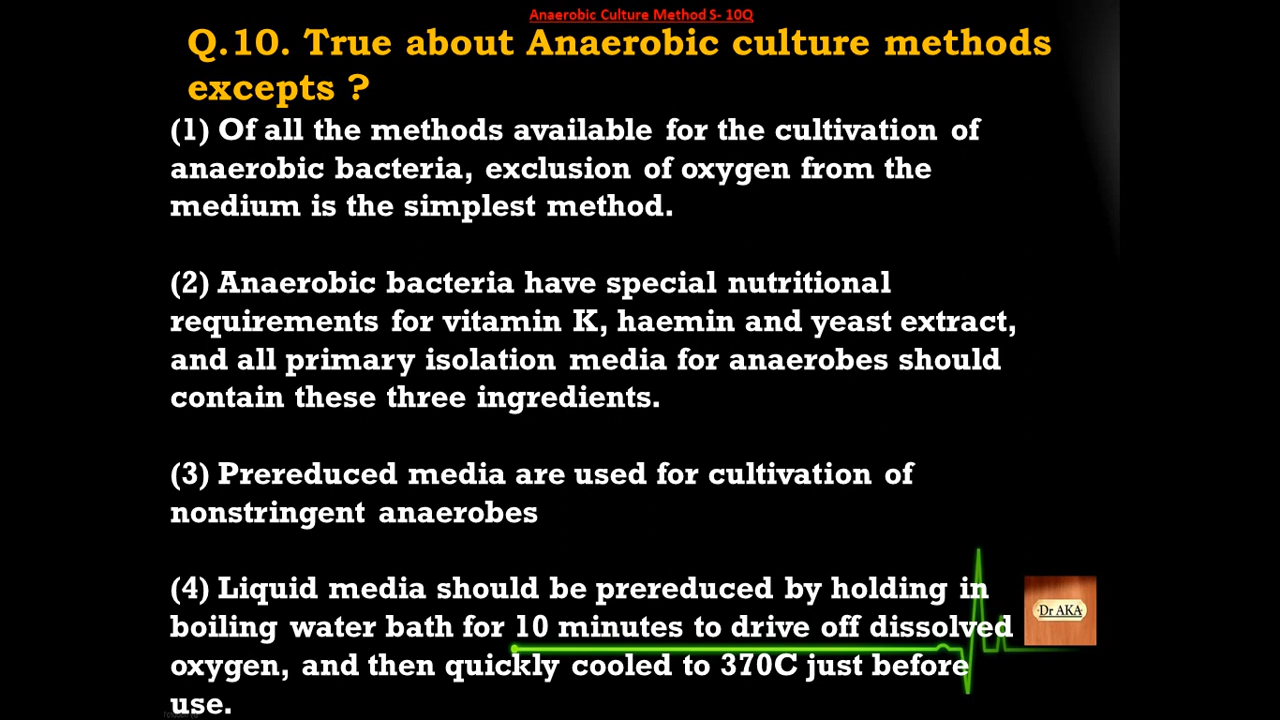 Anaerobic Culture Method S- 10Q
Q.10. True about Anaerobic culture methods
excepts ?
(1) Of all the methods available for the cultivation of
anaerobic bacteria, exclusion of oxygen from the
medium is the simplest method.
(2) Anaerobic bacteria have special nutritional
requirements for vitamin K, haemin and yeast extract,
and all primary isolation media for anaerobes should
contain these three ingredients.
(3) Prereduced media are used for cultivation of
nonstringent anaerobes
(4) Liquid media should be prereduced by holding in
boiling water bath for 10 minutes to drive off dissolved
oxygen, and then quickly cooled to 370C just before
use.
Dr AKA